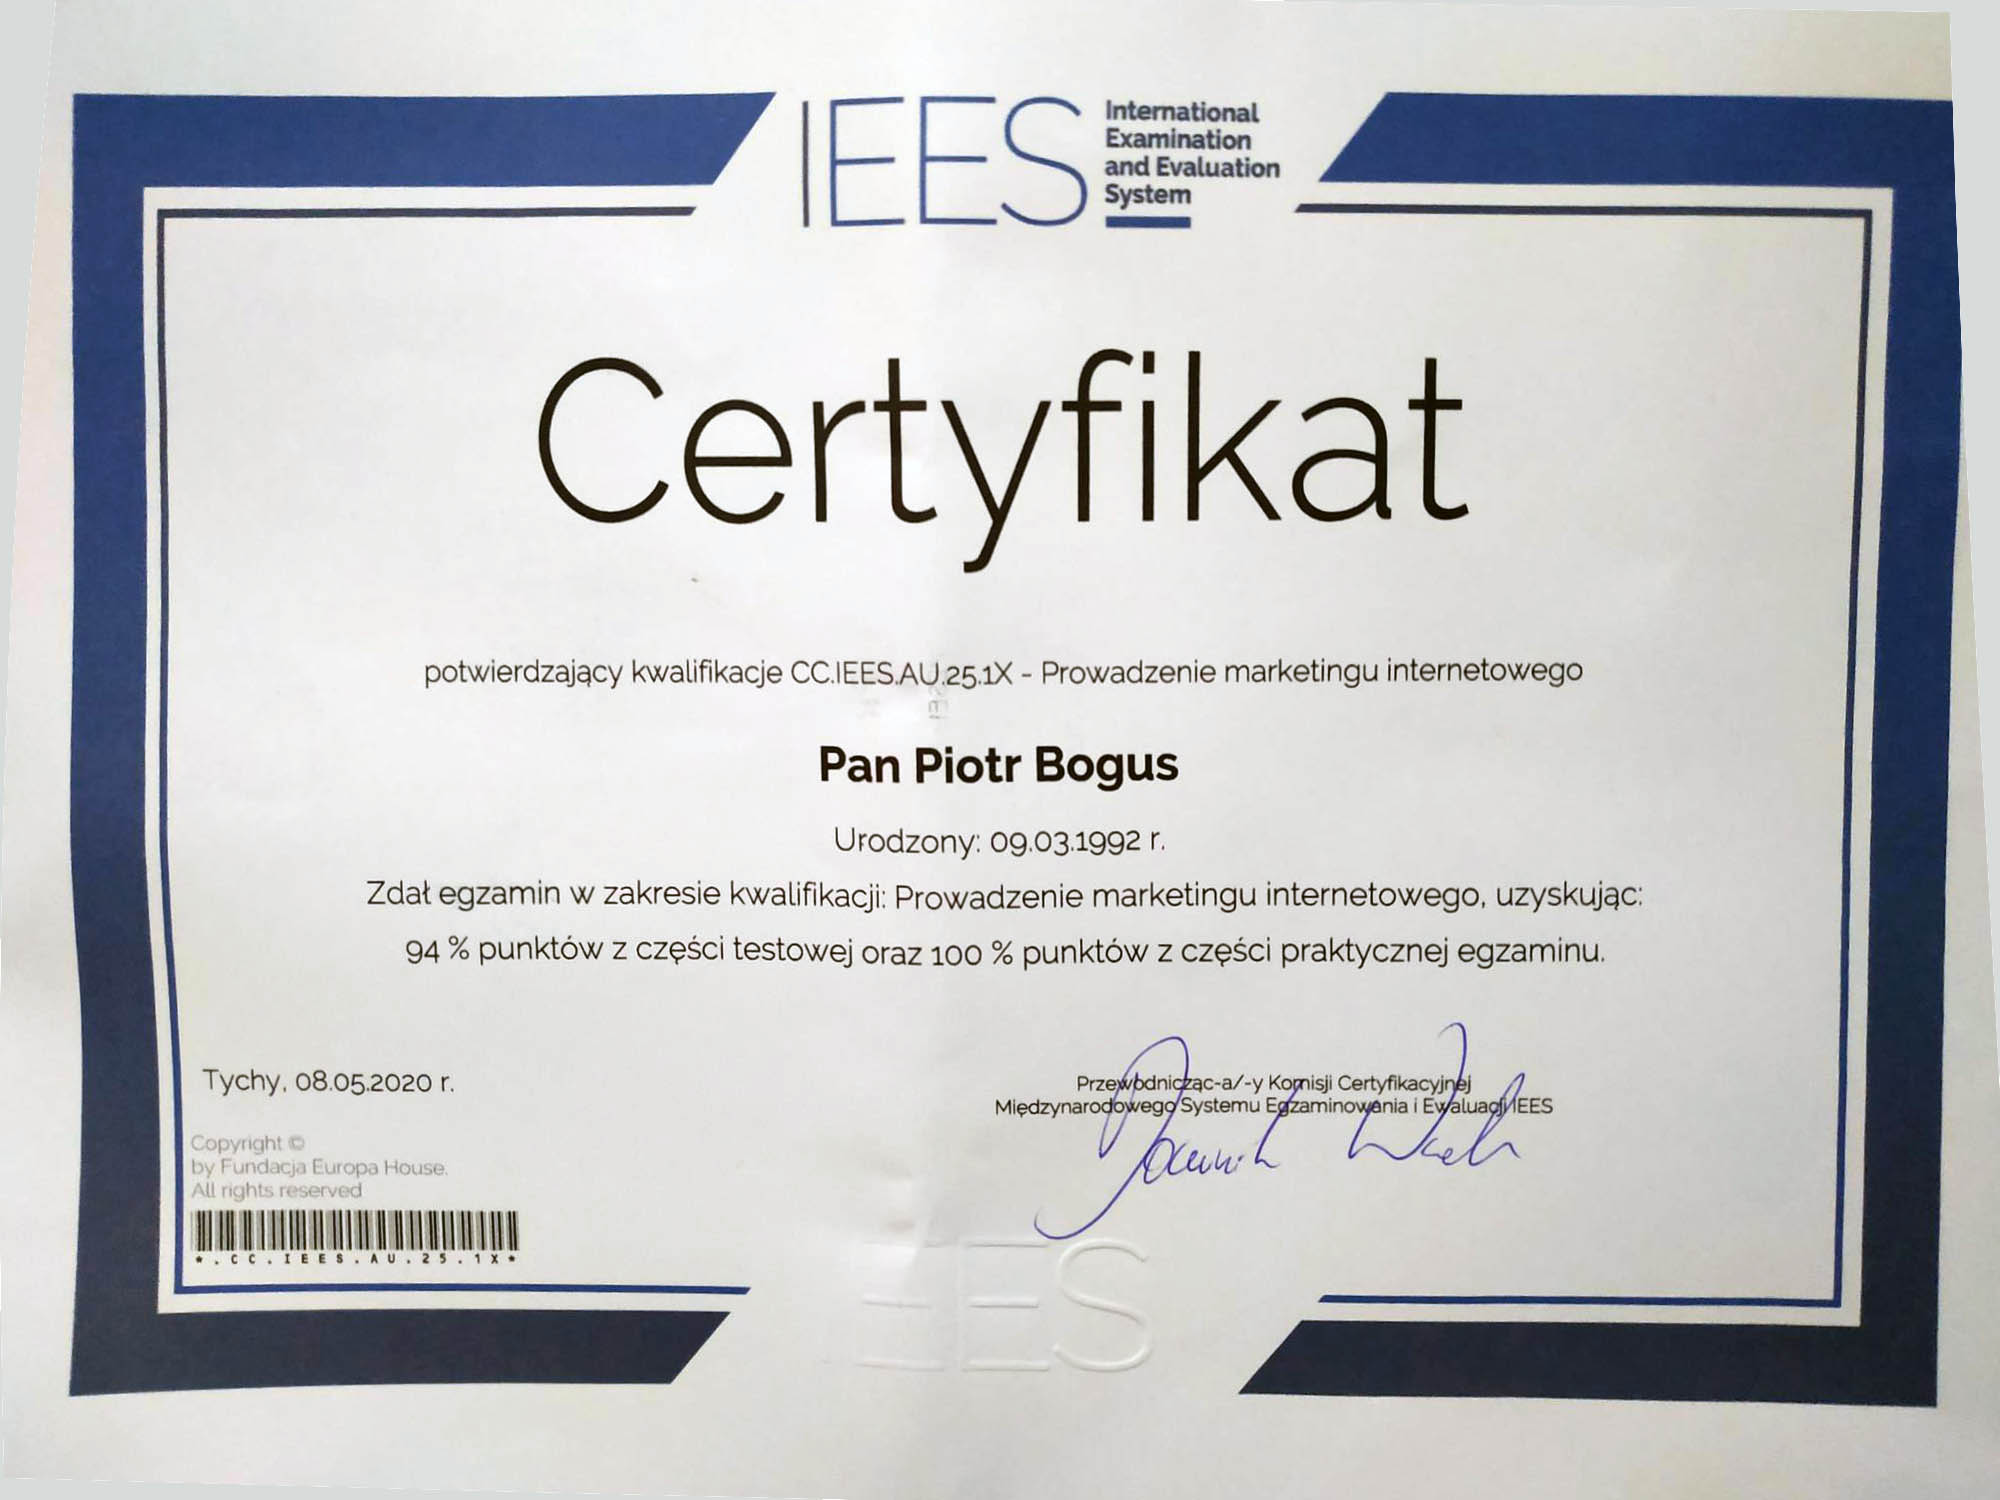 IEES
International
Examination
and Evaluation
System
Certyfikat
potwierdzający kwalifikacje CC.IEES.AU.25.1X - Prowadzenie marketingu internetowego
Pan Piotr Bogus
Urodzony: 09.03.1992 r.
Zdał egzamin w zakresie kwalifikacji: Prowadzenie marketingu internetowego, uzyskując:
94 % punktów z części testowej oraz 100 % punktów z części praktycznej egzaminu.
Tychy, 08.05.2020 r.
Przewodnicząc-a/-y Komisji Certyfikacyjnej
Międzynarodowego Systemu Egzaminowania i Ewaluacji IEES
Copyright ©
by Fundacja Europa House.
All rights reserved
*.CC.IEES.AU.25.1X*
EES